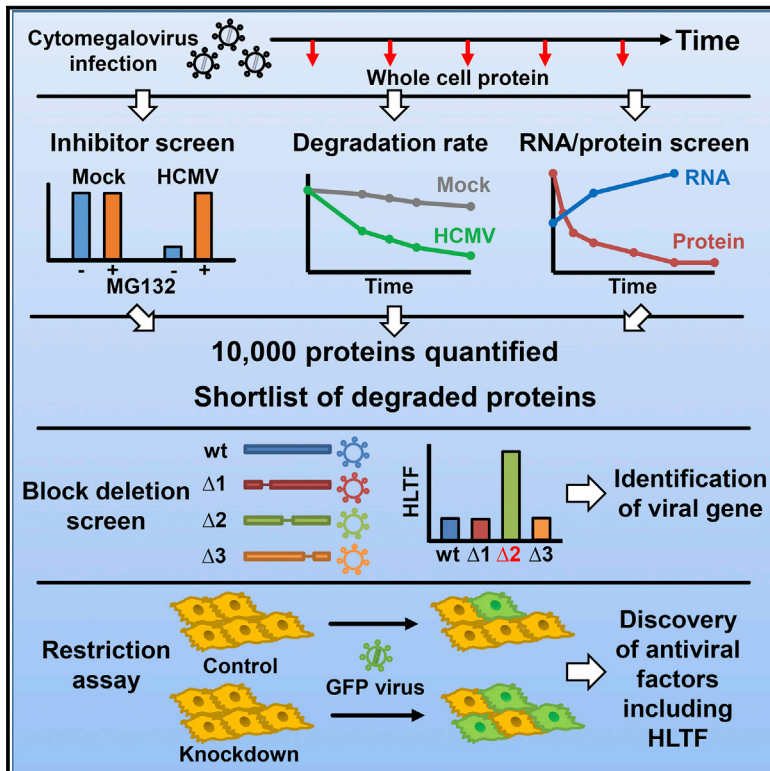 Cytomegalovirus
infection
Time
Whole cell protein
Inhibitor screen
Mock HCMV
- + - +
MG132
Degradation rate
Mock
HCMV
Time
RNA/protein screen
RNA
Protein
Time
10,000 proteins quantified
Shortlist of degraded proteins
Block deletion
screen
wt
Δ1
Δ2
Δ3
HLTF
wt Δ1 Δ2 Δ3
Identification
of viral gene
Restriction
assay
Control
GFP virus
Knockdown
Discovery
of antiviral
factors
including
HLTF